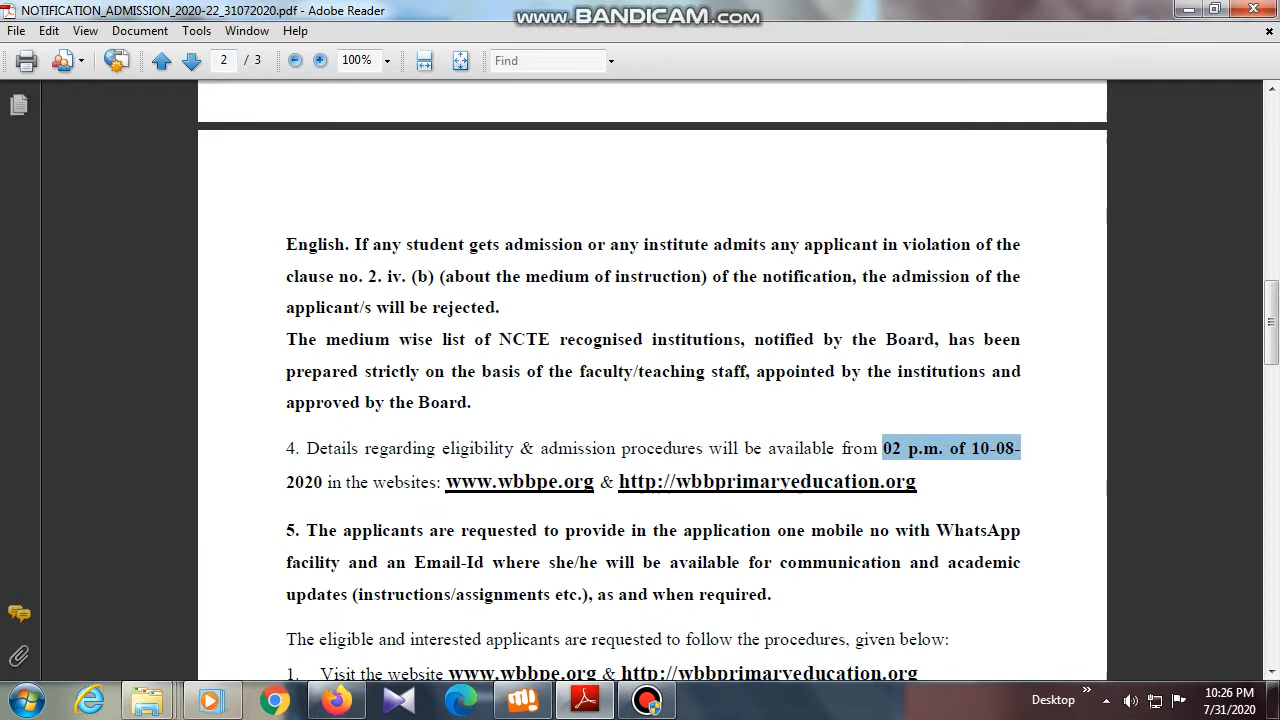 NOTIFICATION_ADMISSION_2020-22_31072020.pdf - Adobe Reader
www.BANDICAM.com
File Edit View Document Tools Window Help
2 / 3 100% Find
English. If any student gets admission or any institute admits any applicant in violation of the
clause no. 2. iv. (b) (about the medium of instruction) of the notification, the admission of the
applicant/s will be rejected.
The medium wise list of NCTE recognised institutions, notified by the Board, has been
prepared strictly on the basis of the faculty/teaching staff, appointed by the institutions and
approved by the Board.
4. Details regarding eligibility & admission procedures will be available from 02 p.m. of 10-08-
2020 in the websites: www.wbbpe.org & http://wbbprimaryeducation.org
5. The applicants are requested to provide in the application one mobile no with WhatsApp
facility and an Email-Id where she/he will be available for communication and academic
updates (instructions/assignments etc.), as and when required.
The eligible and interested applicants are requested to follow the procedures, given below:
1. Visit the website www.wbbpe.org & http://wbbprimaryeducation.org
Desktop
10:26 PM
7/31/2020